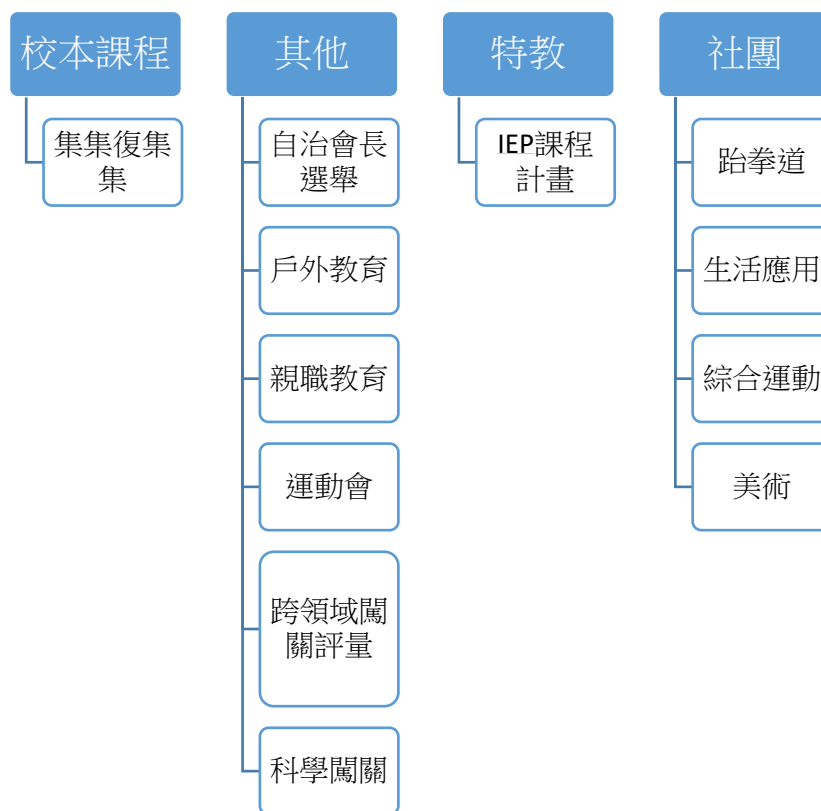 校本課程
集集復集
集
其他
自治會長
選舉
戶外教育
親職教育
運動會
跨領域闖
關評量
科學闖關
特教
IEP課程
計畫
社團
跆拳道
生活應用
綜合運動
美術